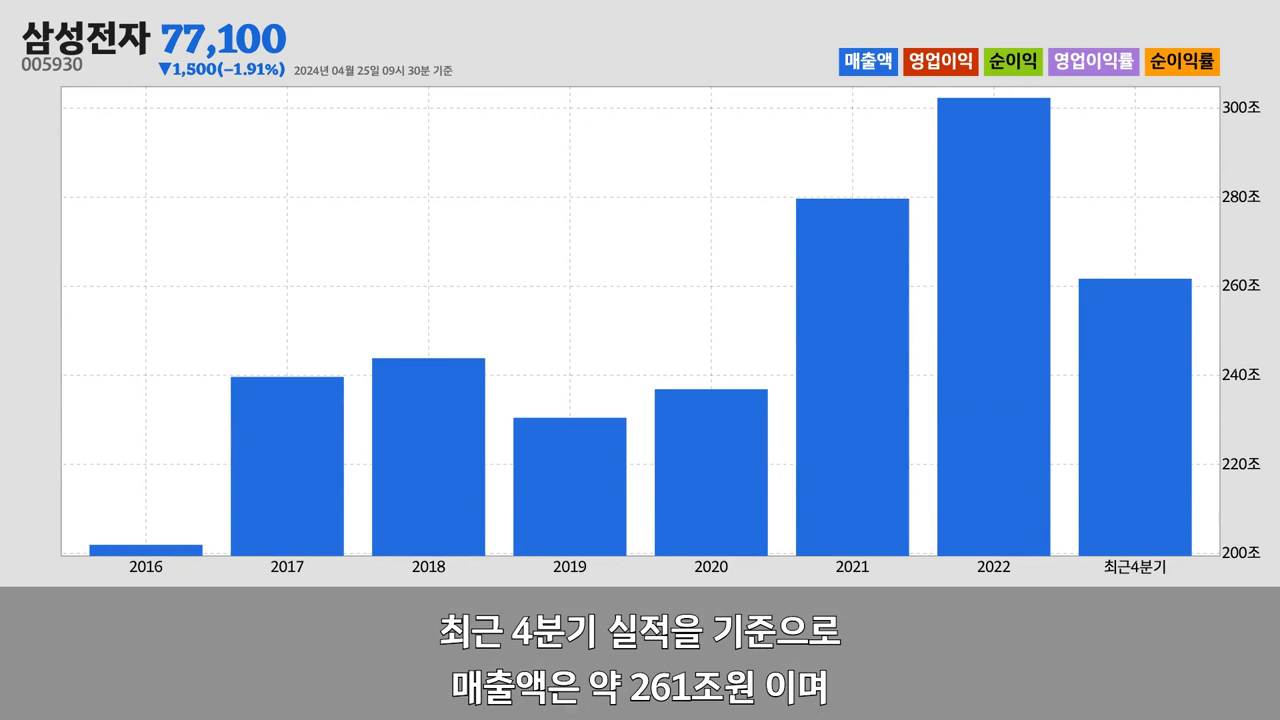 삼성전자 77,100
005930 ▼1,500(−1.91%) 2024년 04월 25일 09시 30분 기준
매출액 영업이익 순이익 영업이익률 순이익률
300조
280조
260조
240조
220조
200조
2016 2017 2018 2019 2020 2021 2022 최근4분기
최근 4분기 실적을 기준으로
매출액은 약 261조원 이며